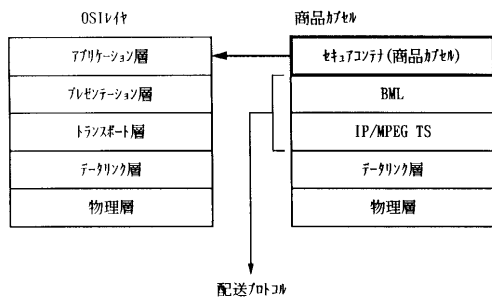 OSIﾚｲﾔ
商品ｶﾌﾟｾﾙ
ｱﾌﾟﾘｹｰｼｮﾝ層
ﾌﾟﾚｾﾞﾝﾃｰｼｮﾝ層
ﾄﾗﾝｽﾎﾟｰﾄ層
ﾃﾞｰﾀﾘﾝｸ層
物理層
ｾｷｭｱｺﾝﾃﾅ(商品ｶﾌﾟｾﾙ)
BML
IP/MPEG TS
ﾃﾞｰﾀﾘﾝｸ層
物理層
配送ﾌﾟﾛﾄｺﾙ